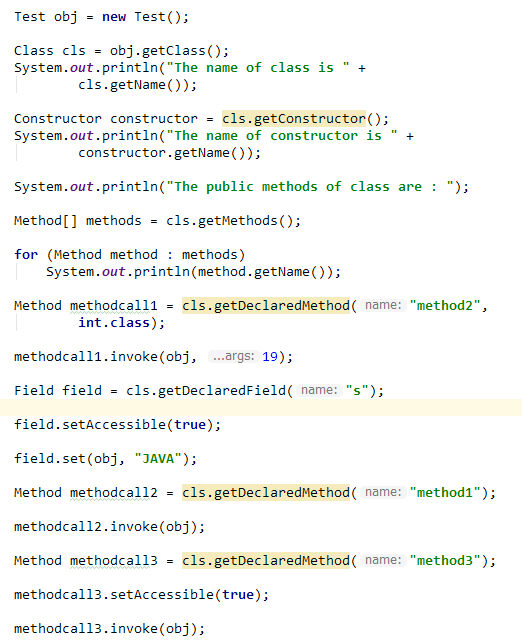 Test obj = new Test();
Class cls = obj.getClass();
System.out.println("The name of class is " +
cls.getName());
Constructor constructor = cls.getConstructor();
System.out.println("The name of constructor is " +
constructor.getName());
System.out.println("The public methods of class are : ");
Method[] methods = cls.getMethods();
for (Method method : methods)
System.out.println(method.getName());
Method methodcall1 = cls.getDeclaredMethod( name: "method2",
int.class);
methodcall1.invoke(obj, ...args: 19);
Field field = cls.getDeclaredField( name: "s");
field.setAccessible(true);
field.set(obj, "JAVA");
Method methodcall2 = cls.getDeclaredMethod( name: "method1");
methodcall2.invoke(obj);
Method methodcall3 = cls.getDeclaredMethod( name: "method3");
methodcall3.setAccessible(true);
methodcall3.invoke(obj);